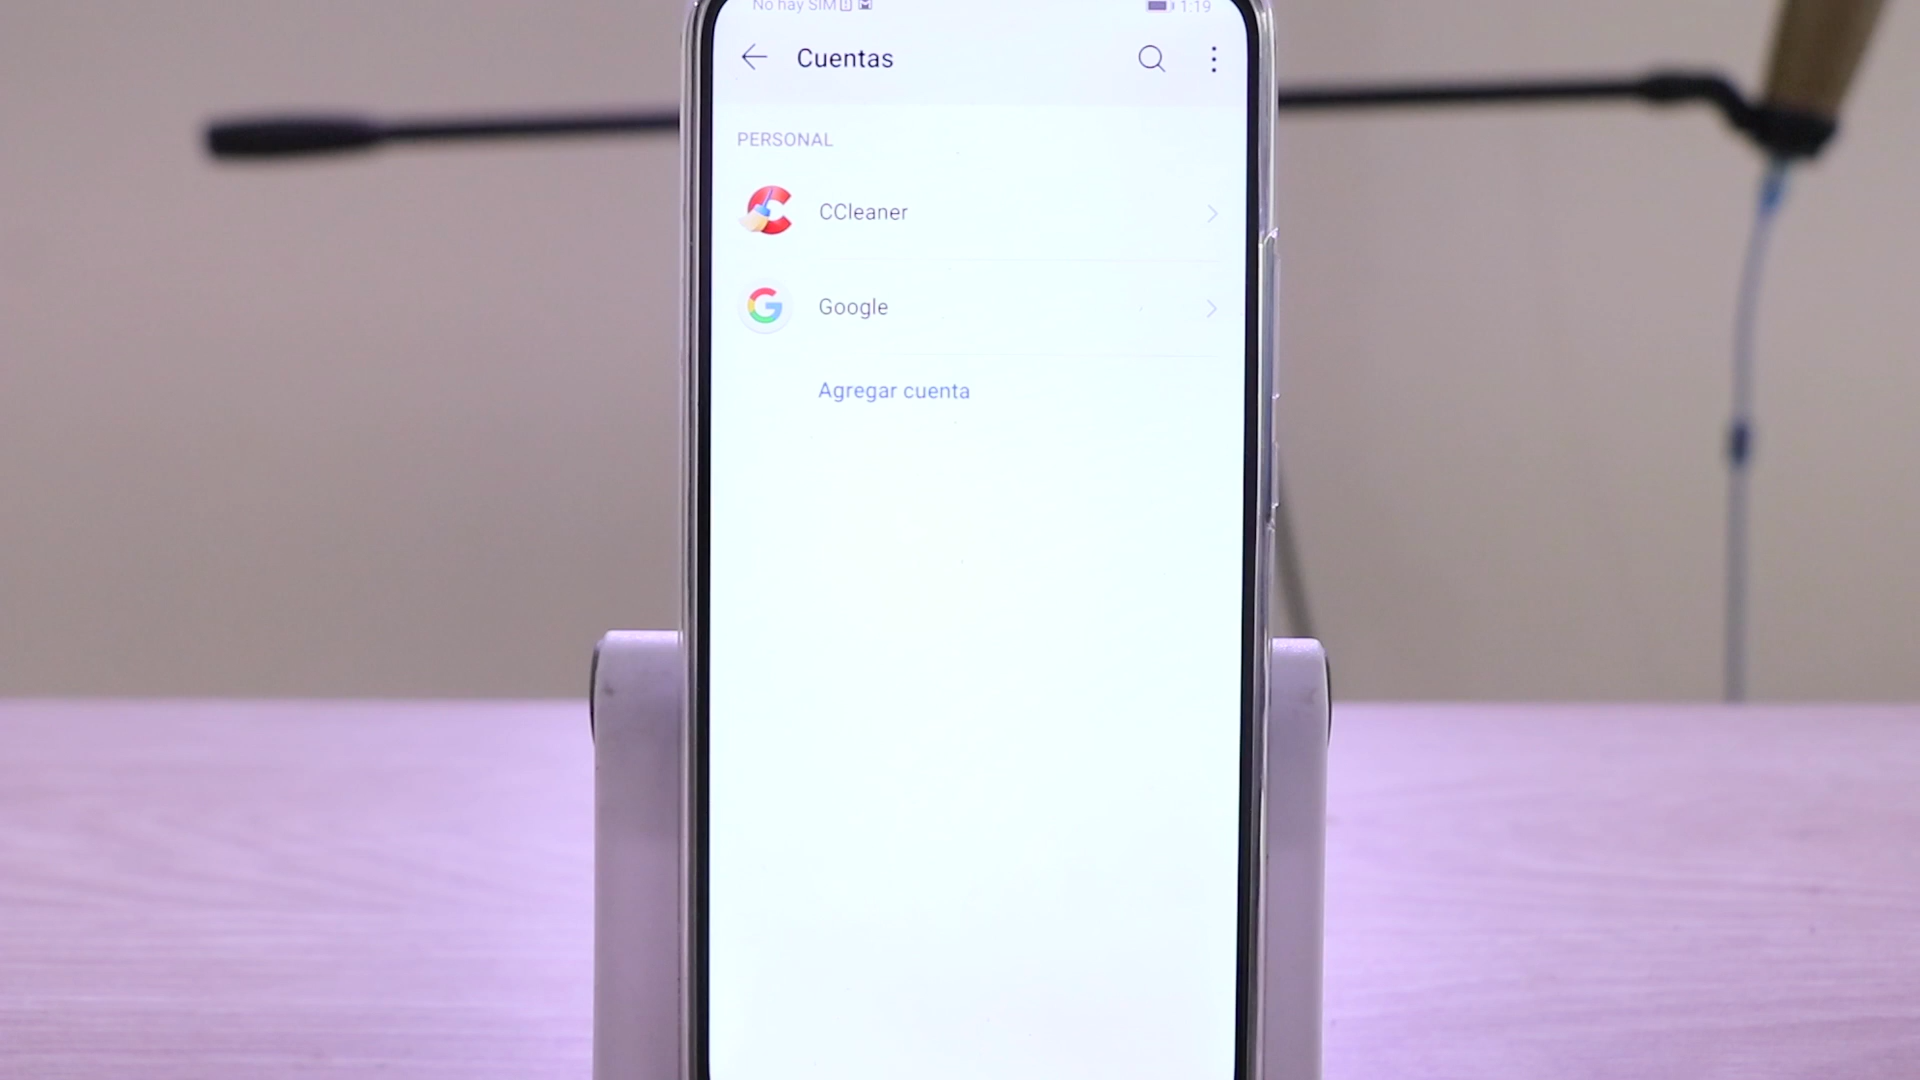 No hay SIM 1:19
Cuentas
PERSONAL
CCleaner
Google
Agregar cuenta